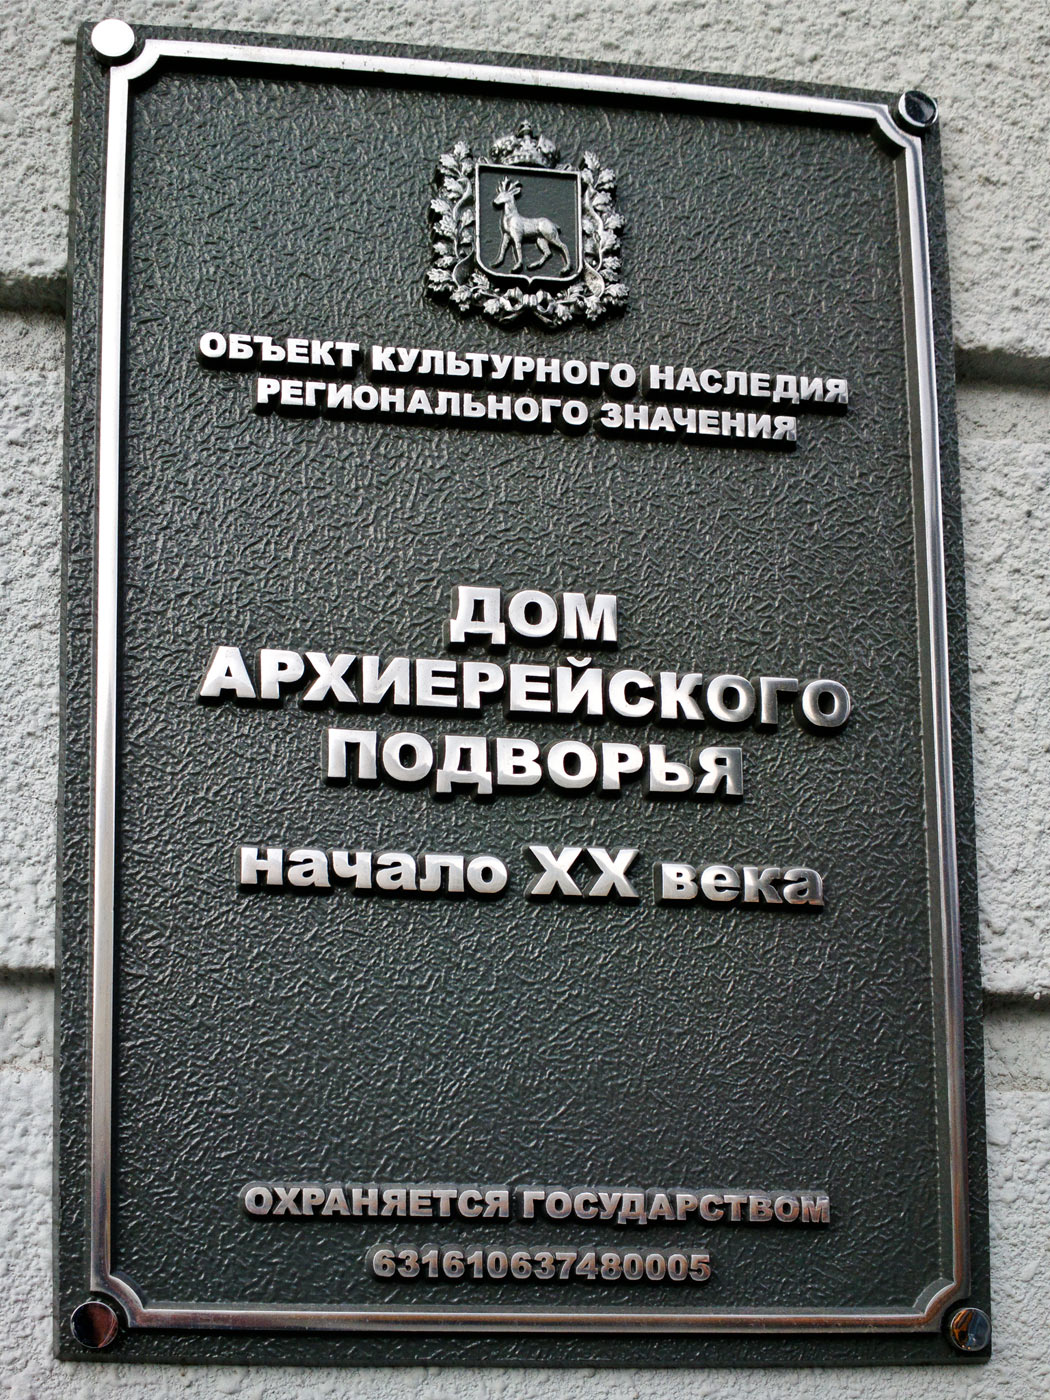 ОБЪЕКТ КУЛЬТУРНОГО НАСЛЕДИЯ
РЕГИОНАЛЬНОГО ЗНАЧЕНИЯ
ДОМ
АРХИЕРЕЙСКОГО
ПОДВОРЬЯ
начало XX века
ОХРАНЯЕТСЯ ГОСУДАРСТВОМ
631610637480005